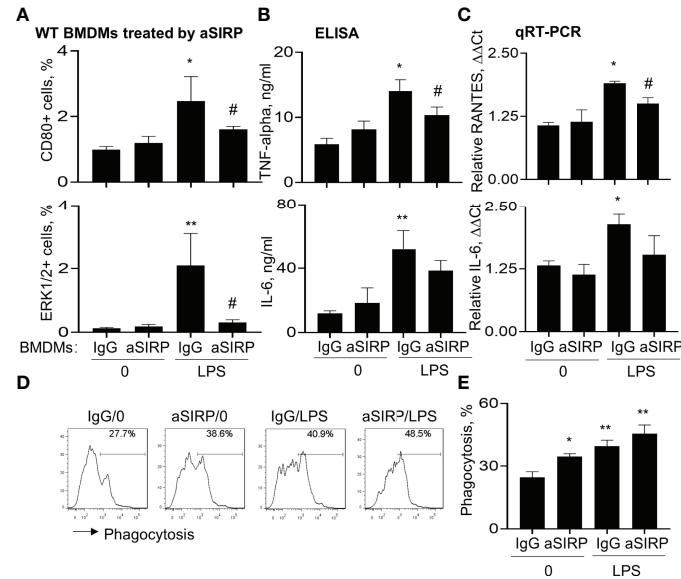 A
WT BMDMs treated by aSIRP
CD80+ cells, %
4
2
0
*
#
ERK1/2+ cells, %
4
2
0
**
#
BMDMs:
IgG aSIRP IgG aSIRP
0 LPS
B
ELISA
TNF-alpha, ng/ml
20
10
0
*
#
IL-6, ng/ml
80
40
0
**
IgG aSIRP IgG aSIRP
0 LPS
C
qRT-PCR
Relative RANTES, ΔΔCt
2.50
1.25
0.00
*
#
Relative IL-6, ΔΔCt
2.50
1.25
0.00
*
IgG aSIRP IgG aSIRP
0 LPS
D
IgG/0 aSIRP/0 IgG/LPS aSIRP/LPS
27.7% 38.6% 40.9% 48.5%
Phagocytosis
E
Phagocytosis, %
60
30
0
* ** **
IgG aSIRP IgG aSIRP
0 LPS